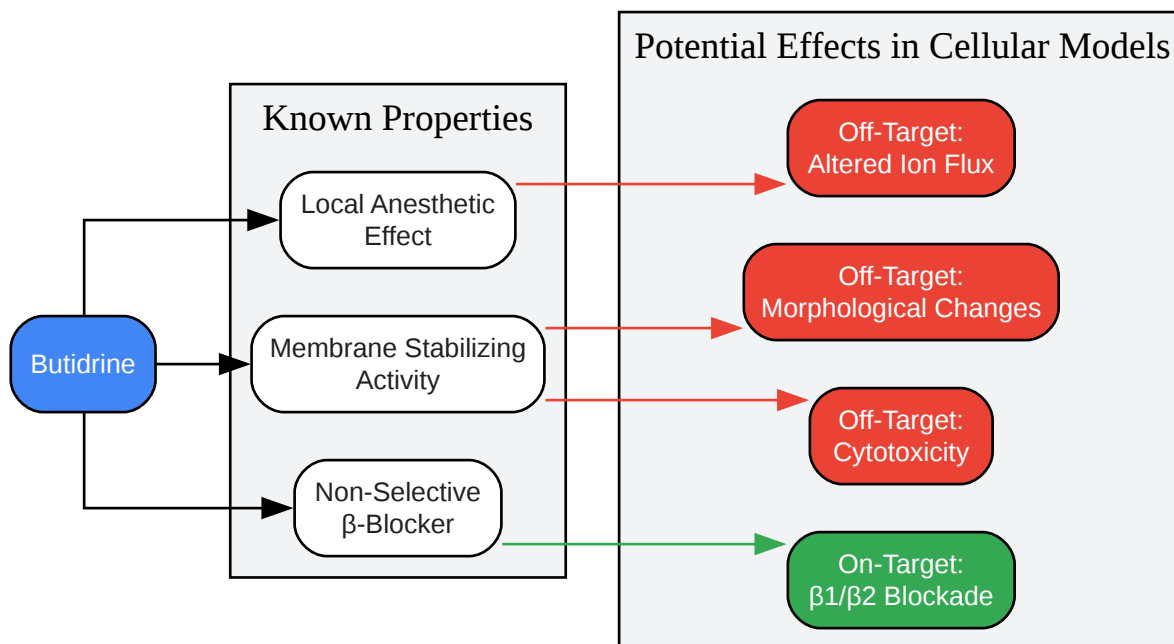 Potential Effects in Cellular Models
Known Properties
Off-Target:
Altered Ion Flux
Local Anesthetic
Effect
Off-Target:
Morphological Changes
Butidrine
Membrane Stabilizing
Activity
Off-Target:
Cytotoxicity
Non-Selective
β-Blocker
On-Target:
β1/β2 Blockade